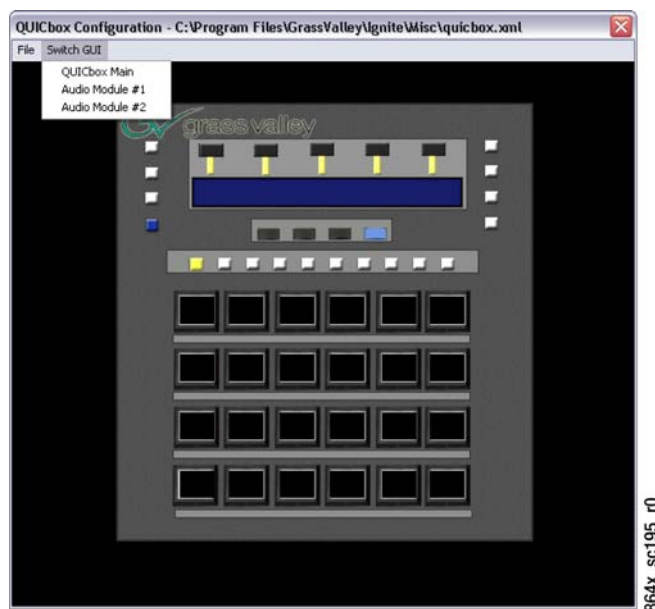 QUICbox Configuration - C:\Program Files\GrassValley\Ignite\Misc\quicbox.xml
File Switch GUI
QUICbox Main
Audio Module #1
Audio Module #2
grass valley
864x_sc195_r0